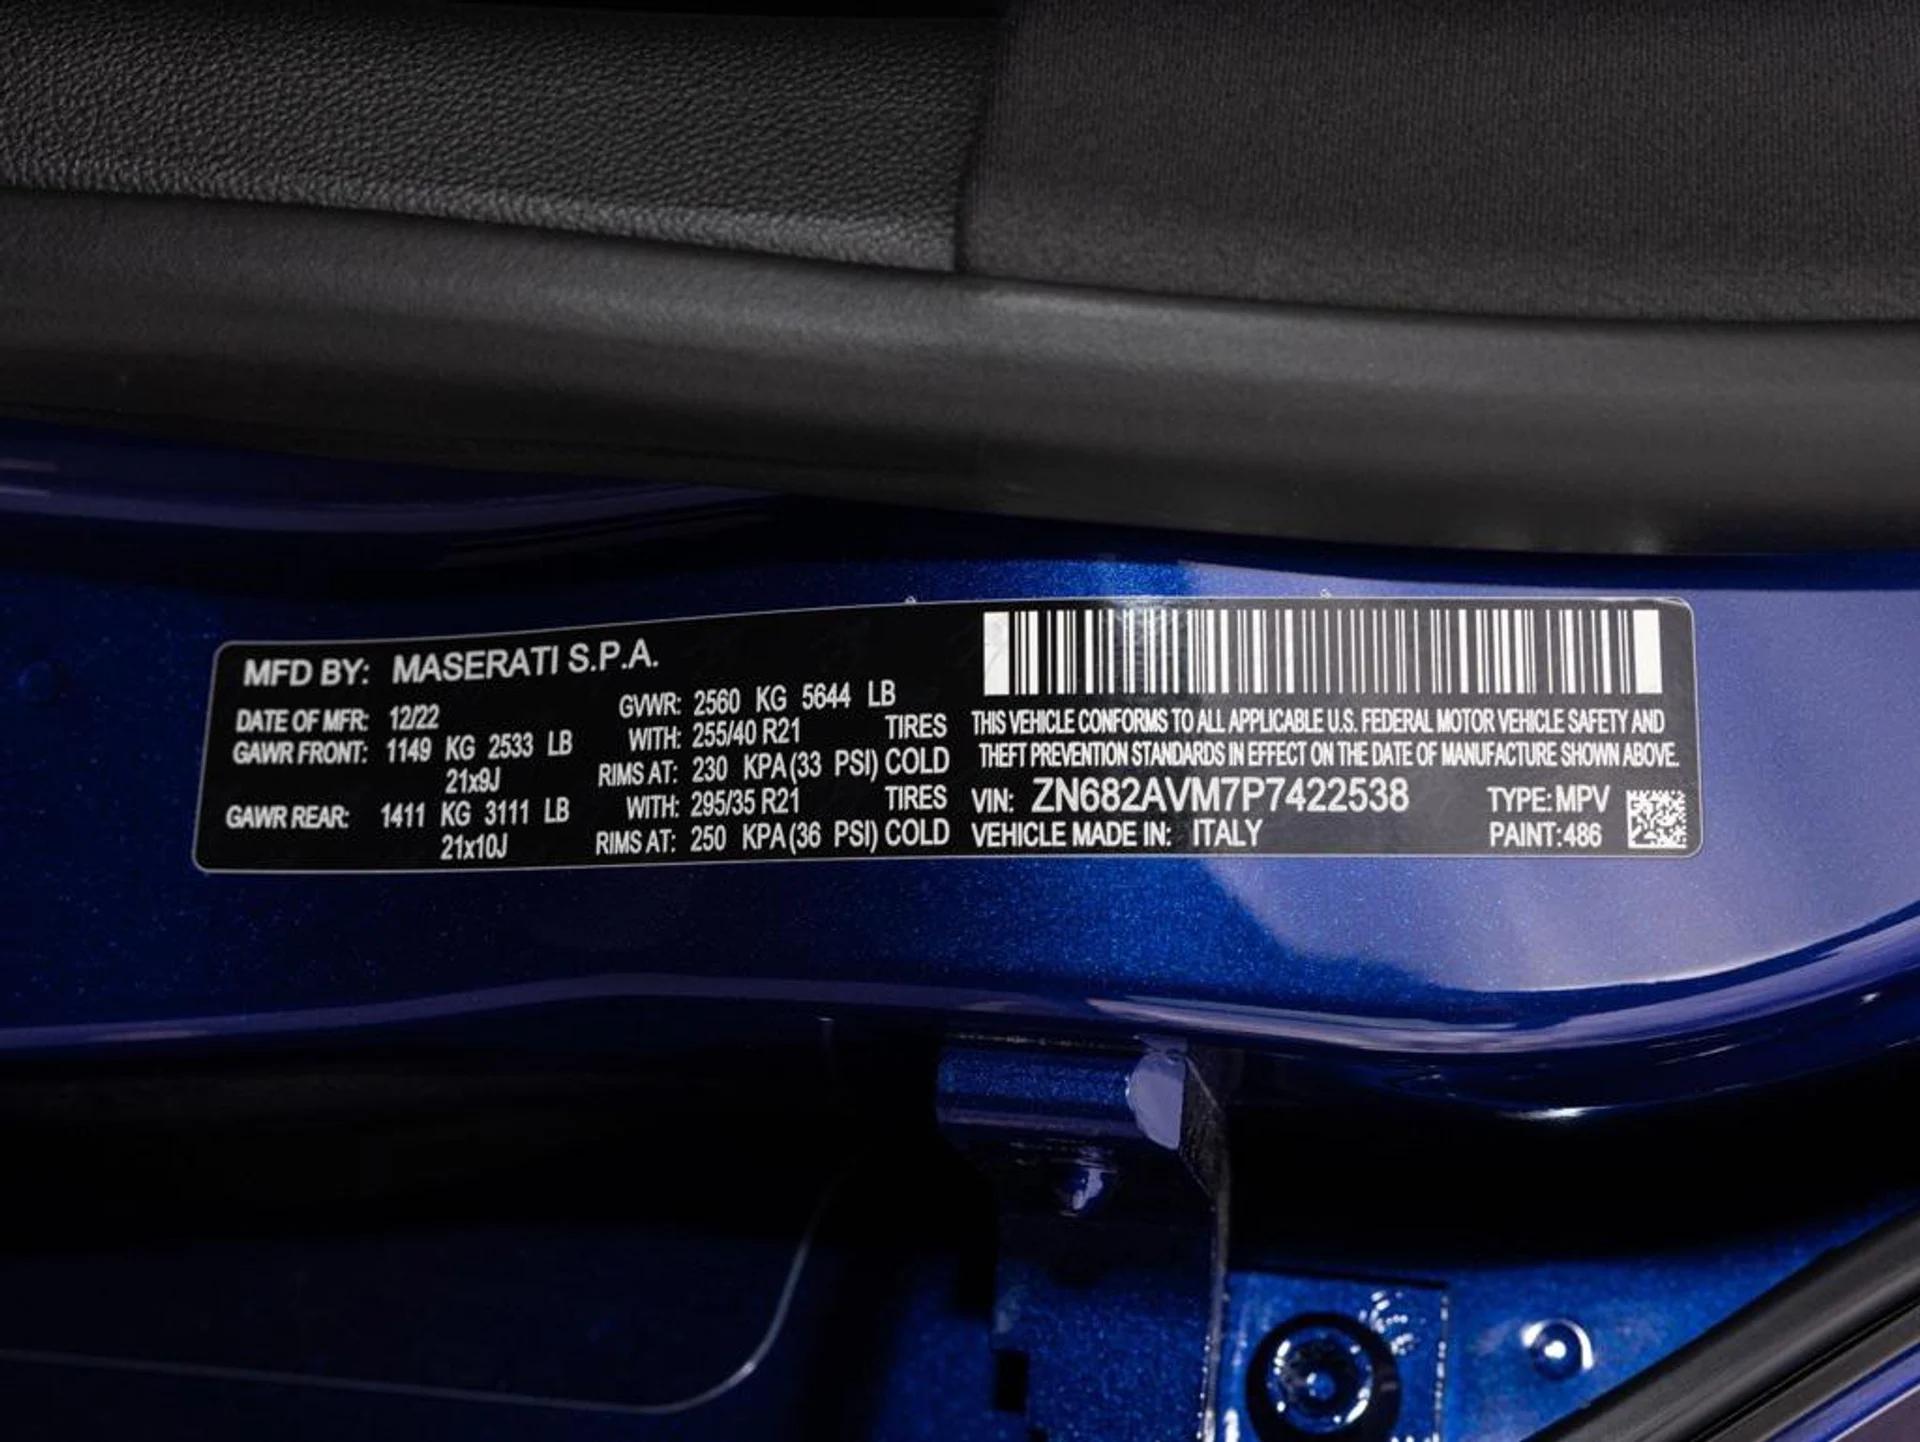 MFD BY: MASERATI S.P.A.
DATE OF MFR: 12/22
GVWR: 2560 KG 5644 LB
GAWR FRONT: 1149 KG 2533 LB WITH: 255/40 R21 TIRES
21x9J RIMS AT: 230 KPA(33 PSI) COLD
GAWR REAR: 1411 KG 3111 LB WITH: 295/35 R21 TIRES
21x10J RIMS AT: 250 KPA(36 PSI) COLD
THIS VEHICLE CONFORMS TO ALL APPLICABLE U.S. FEDERAL MOTOR VEHICLE SAFETY AND
THEFT PREVENTION STANDARDS IN EFFECT ON THE DATE OF MANUFACTURE SHOWN ABOVE.
VIN: ZN682AVM7P7422538 TYPE:MPV
VEHICLE MADE IN: ITALY PAINT:486